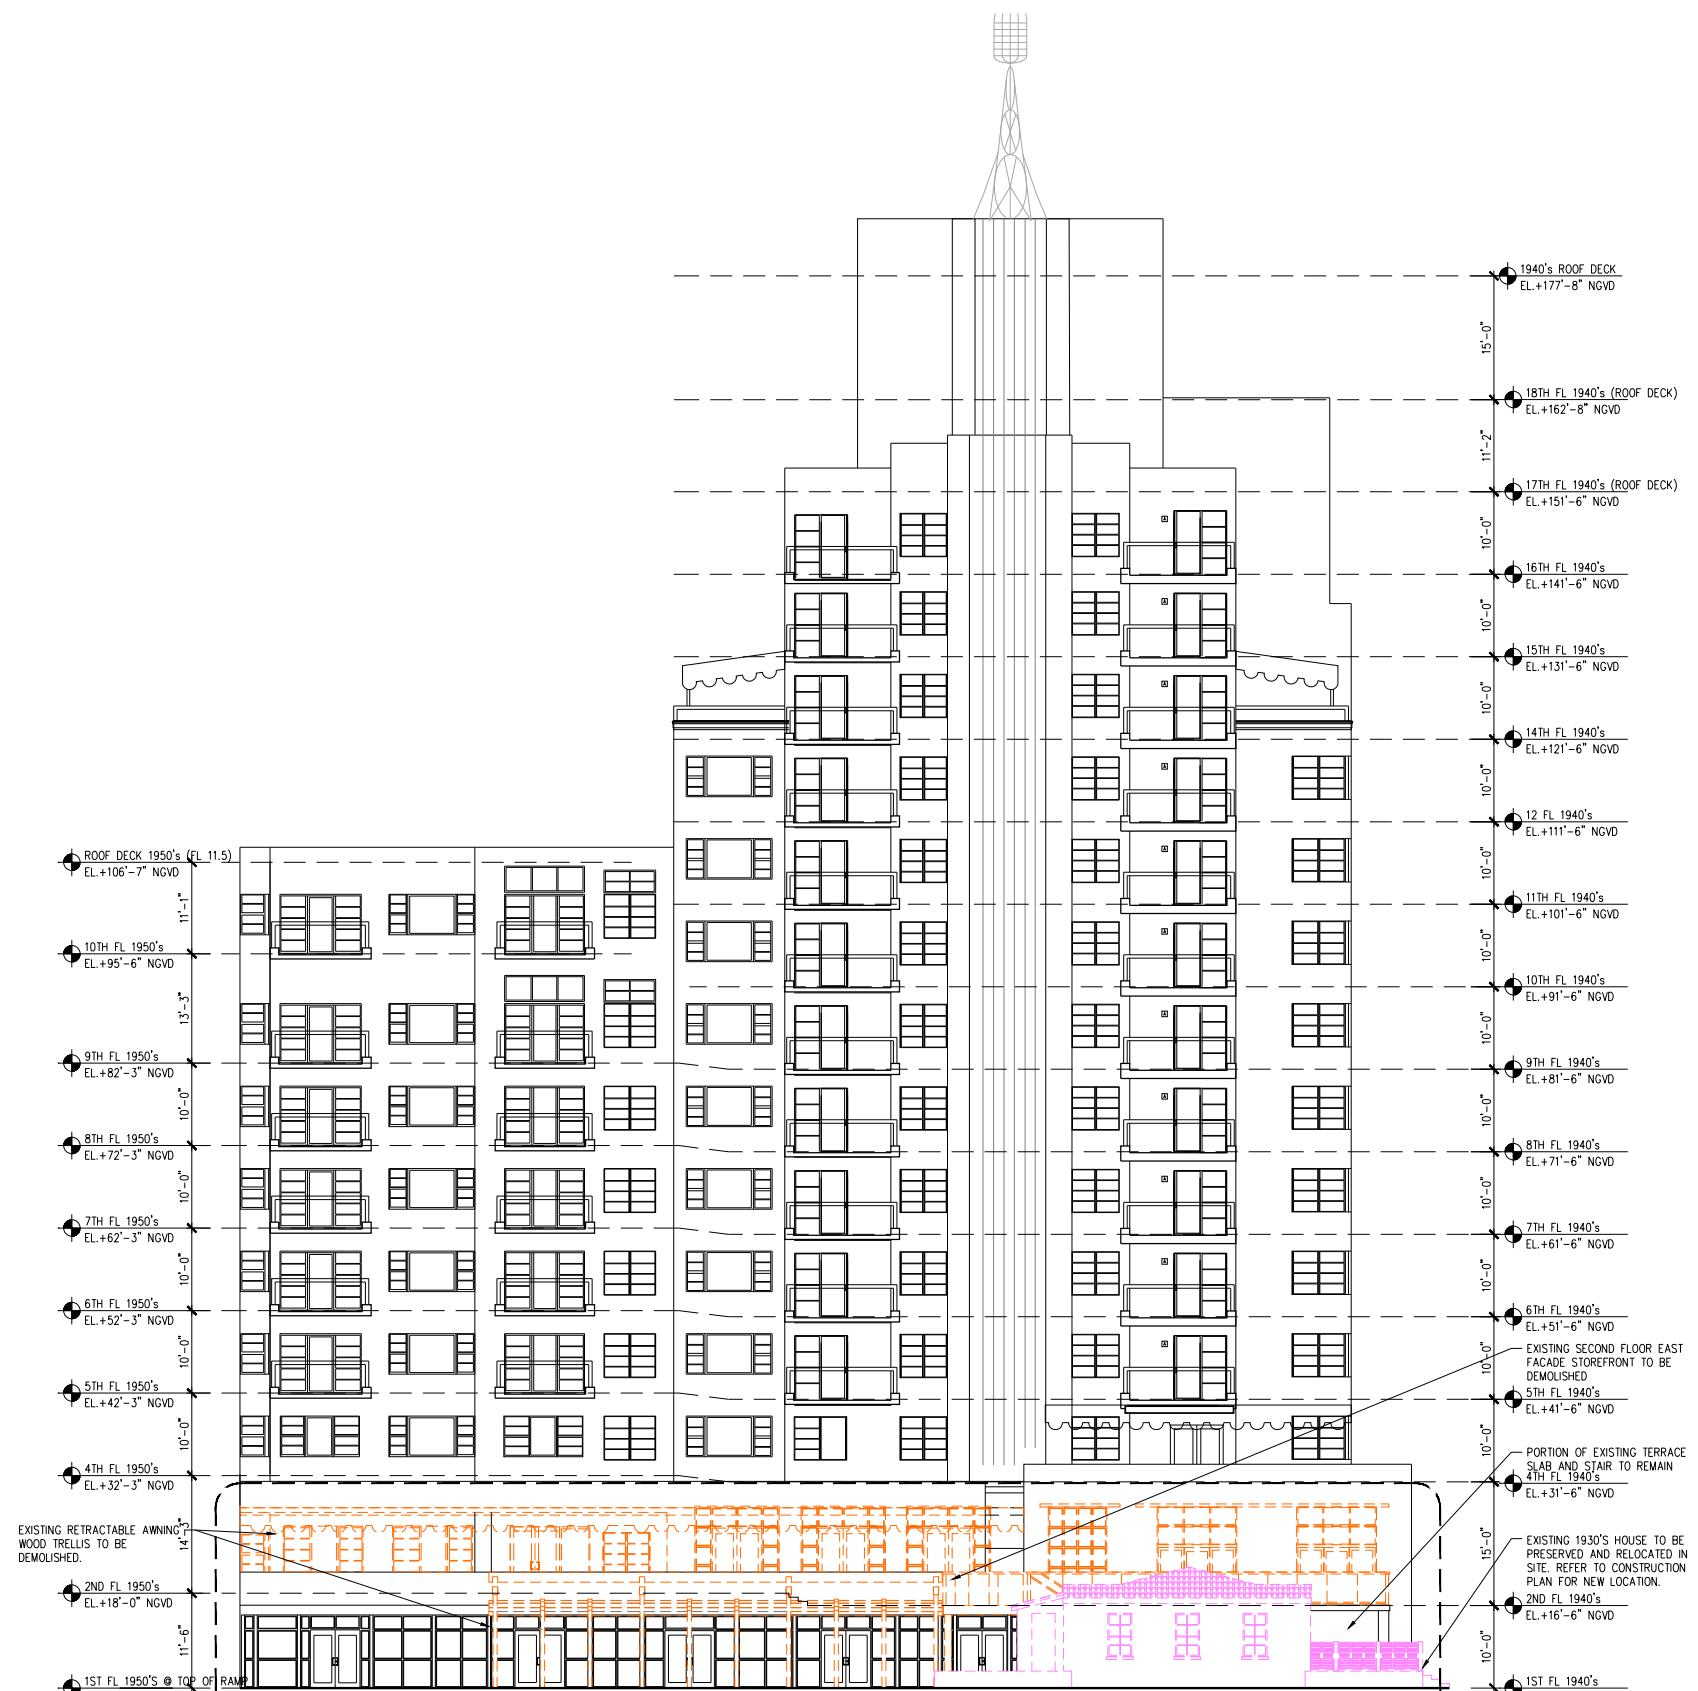 1940's ROOF DECK
EL.+177'-8" NGVD
15'-0"
18TH FL 1940's (ROOF DECK)
EL.+162'-8" NGVD
11'-2"
17TH FL 1940's (ROOF DECK)
EL.+151'-6" NGVD
10'-0"
16TH FL 1940's
EL.+141'-6" NGVD
10'-0"
15TH FL 1940's
EL.+131'-6" NGVD
10'-0"
14TH FL 1940's
EL.+121'-6" NGVD
10'-0"
12 FL 1940's
EL.+111'-6" NGVD
10'-0"
11TH FL 1940's
EL.+101'-6" NGVD
10'-0"
10TH FL 1940's
EL.+91'-6" NGVD
10'-0"
9TH FL 1940's
EL.+81'-6" NGVD
10'-0"
8TH FL 1940's
EL.+71'-6" NGVD
10'-0"
7TH FL 1940's
EL.+61'-6" NGVD
10'-0"
6TH FL 1940's
EL.+51'-6" NGVD
10'-0"
EXISTING SECOND FLOOR EAST
FACADE STOREFRONT TO BE
DEMOLISHED
5TH FL 1940's
EL.+41'-6" NGVD
10'-0"
PORTION OF EXISTING TERRACE
SLAB AND STAIR TO REMAIN
4TH FL 1940's
EL.+31'-6" NGVD
15'-0"
EXISTING 1930'S HOUSE TO BE
PRESERVED AND RELOCATED IN
SITE. REFER TO CONSTRUCTION
PLAN FOR NEW LOCATION.
2ND FL 1940's
EL.+16'-6" NGVD
10'-0"
1ST FL 1940's
ROOF DECK 1950's (FL 11.5)
EL.+106'-7" NGVD
11'-1"
10TH FL 1950's
EL.+95'-6" NGVD
13'-3"
9TH FL 1950's
EL.+82'-3" NGVD
10'-0"
8TH FL 1950's
EL.+72'-3" NGVD
10'-0"
7TH FL 1950's
EL.+62'-3" NGVD
10'-0"
6TH FL 1950's
EL.+52'-3" NGVD
10'-0"
5TH FL 1950's
EL.+42'-3" NGVD
10'-0"
4TH FL 1950's
EL.+32'-3" NGVD
14'-3"
EXISTING RETRACTABLE AWNING
WOOD TRELLIS TO BE
DEMOLISHED.
2ND FL 1950's
EL.+18'-0" NGVD
11'-6"
1ST FL 1950'S @ TOP OF RAMP